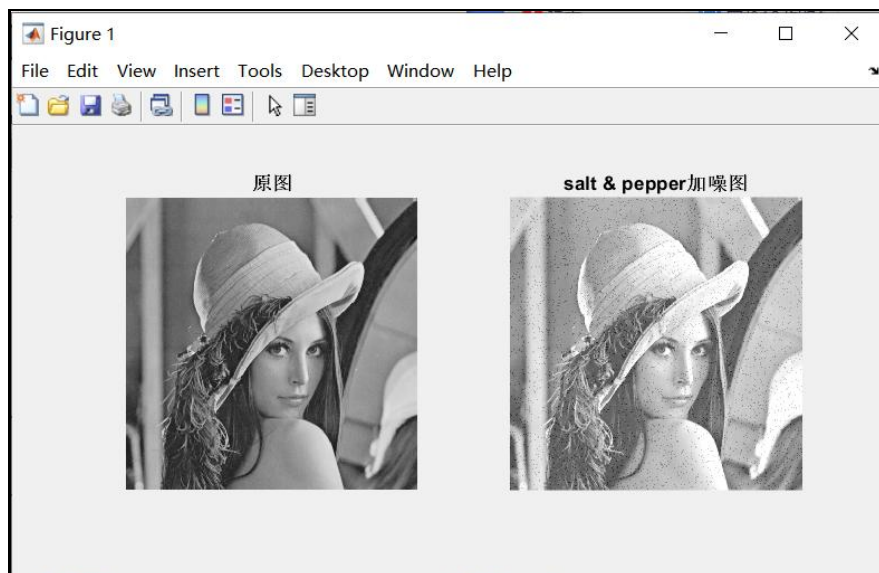 Figure 1
File Edit View Insert Tools Desktop Window Help
原图
salt & pepper加噪图